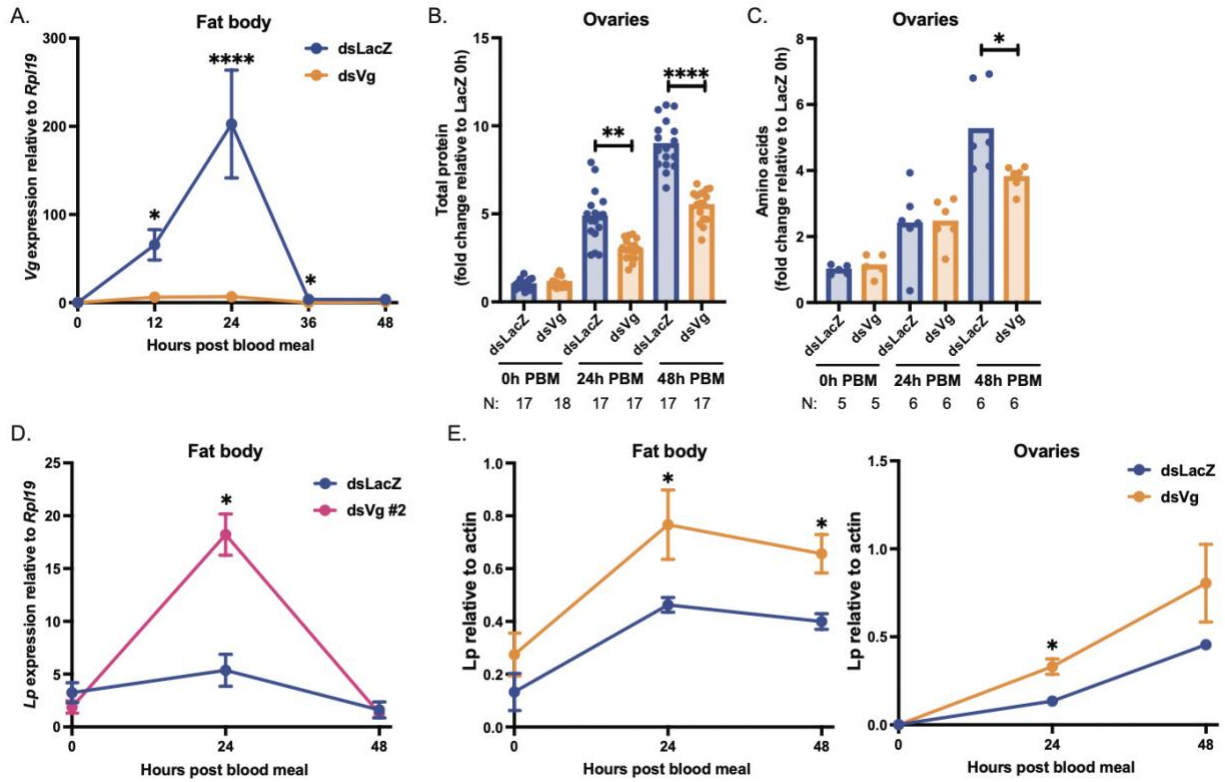 A.
Fat body
dsLacZ
dsVg
Vg expression relative to Rpl19
300
200
100
0
****
*
*
0 12 24 36 48
Hours post blood meal
B.
Ovaries
Total protein
(fold change relative to LacZ 0h)
15
10
5
0
**
****
dsLacZ dsVg dsLacZ dsVg dsLacZ dsVg
0h PBM 24h PBM 48h PBM
N: 17 18 17 17 17 17
C.
Ovaries
Amino acids
(fold change relative to LacZ 0h)
8
6
4
2
0
*
dsLacZ dsVg dsLacZ dsVg dsLacZ dsVg
0h PBM 24h PBM 48h PBM
N: 5 5 6 6 6 6
D.
Fat body
dsLacZ
dsVg #2
Lp expression relative to Rpl19
25
20
15
10
5
0
*
0 24 48
Hours post blood meal
E.
Fat body
Lp relative to actin
1.0
0.8
0.6
0.4
0.2
0.0
*
*
0 24 48
Hours post blood meal
Ovaries
dsLacZ
dsVg
Lp relative to actin
1.5
1.0
0.5
0.0
*
0 24 48
Hours post blood meal